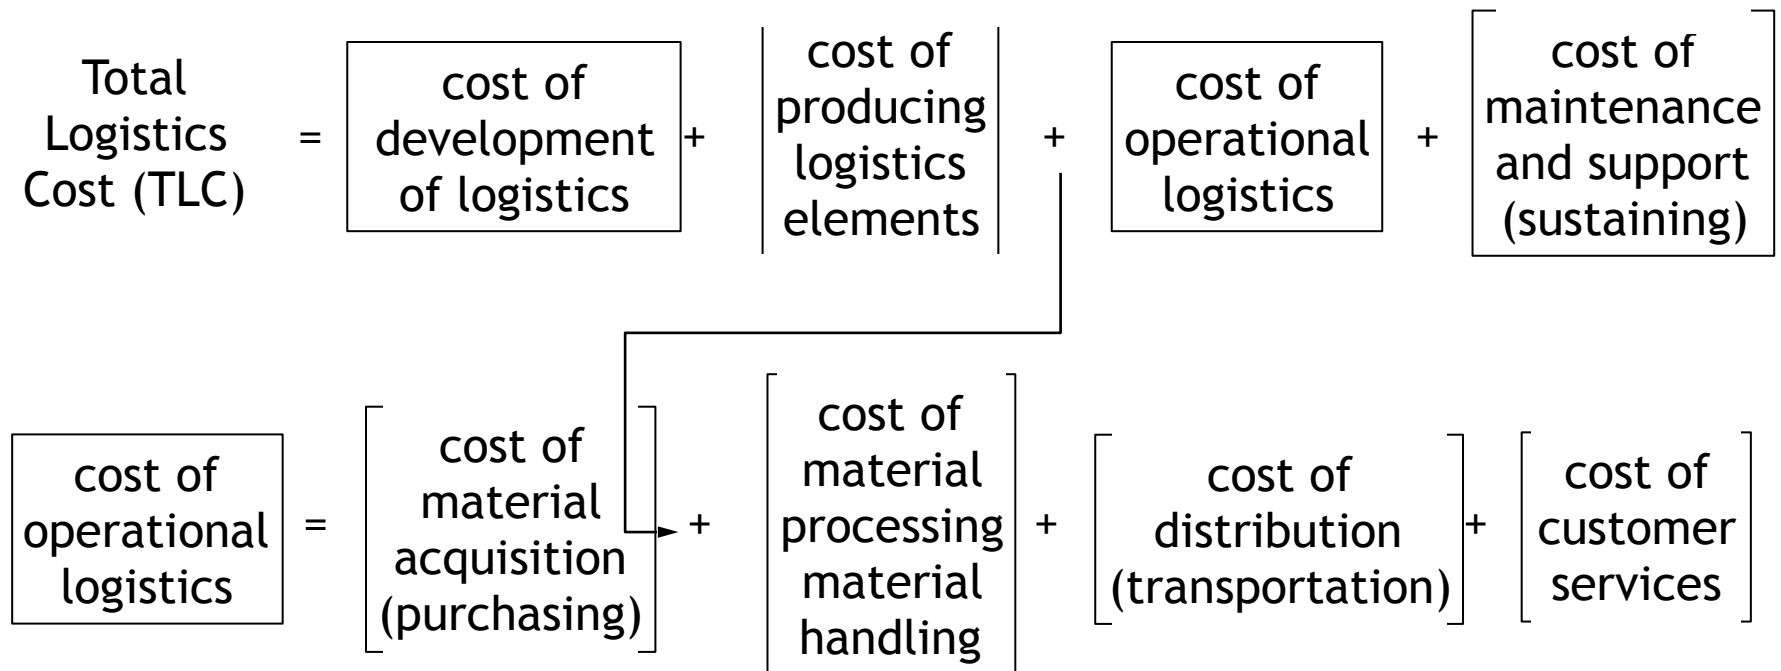 Total
Logistics
Cost (TLC)
=
cost of
development
of logistics
+
cost of
producing
logistics
elements
+
cost of
operational
logistics
+
cost of
maintenance
and support
(sustaining)
cost of
operational
logistics
=
cost of
material
acquisition
(purchasing)
+
cost of
material
processing
material
handling
+
cost of
distribution
(transportation)
+
cost of
customer
services